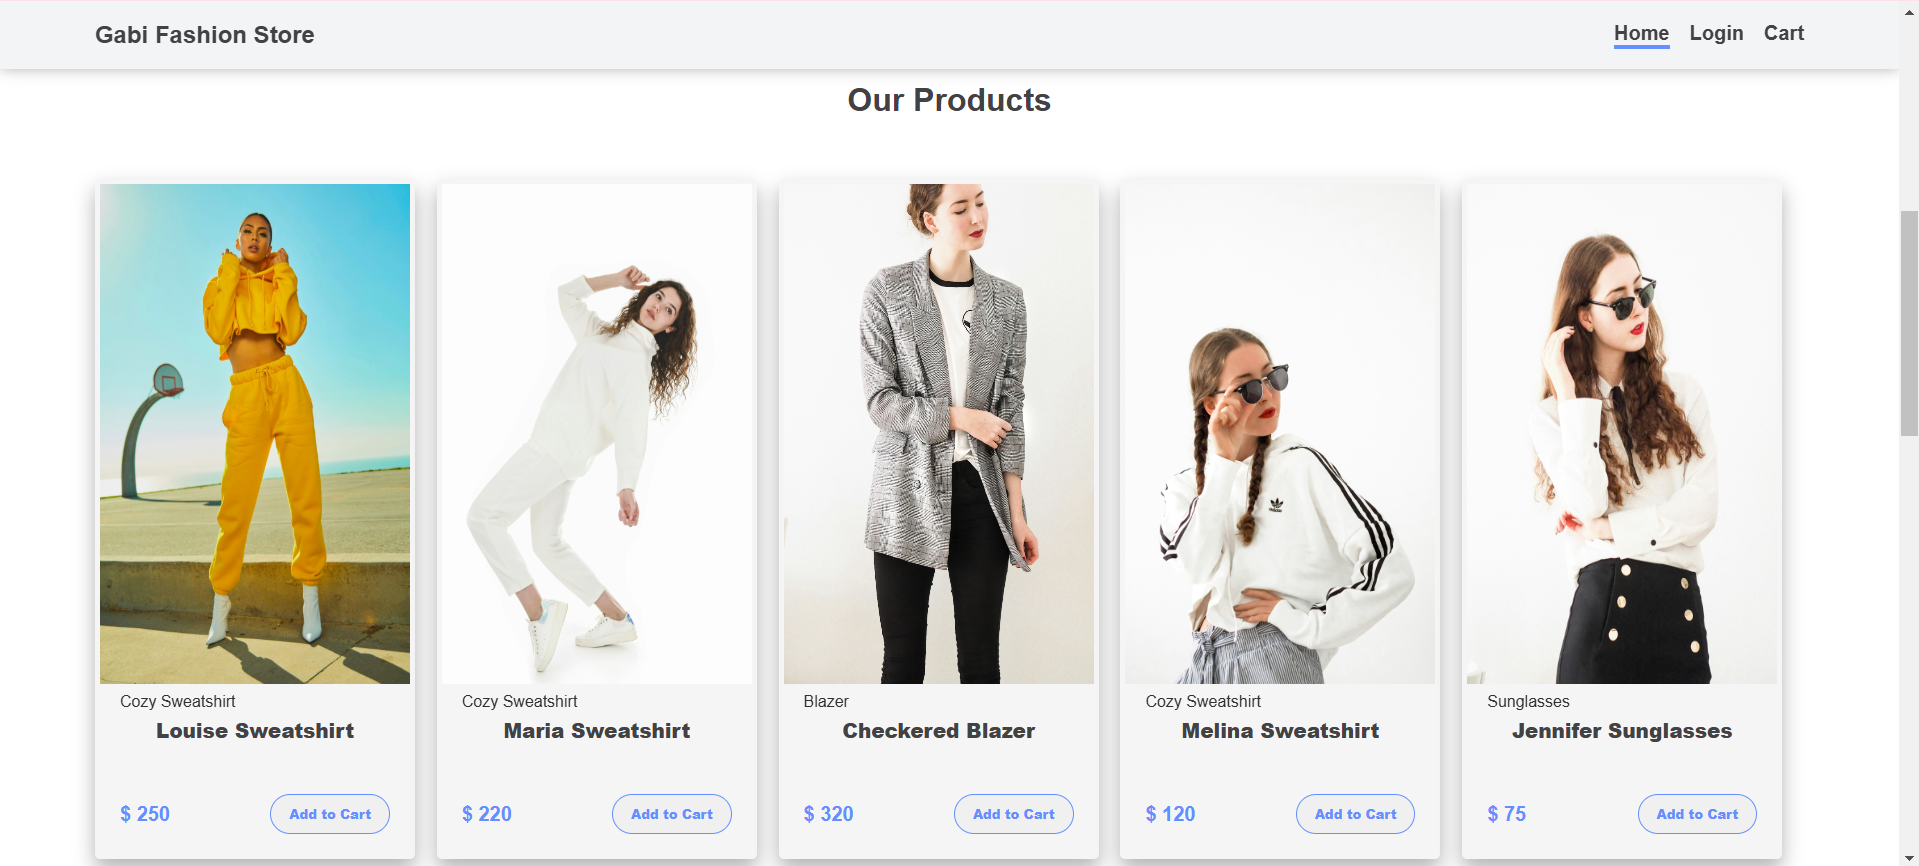 Gabi Fashion Store
Home Login Cart
Our Products
Cozy Sweatshirt
Louise Sweatshirt
$ 250
Add to Cart
Cozy Sweatshirt
Maria Sweatshirt
$ 220
Add to Cart
Blazer
Checkered Blazer
$ 320
Add to Cart
adidas
Cozy Sweatshirt
Melina Sweatshirt
$ 120
Add to Cart
Sunglasses
Jennifer Sunglasses
$ 75
Add to Cart